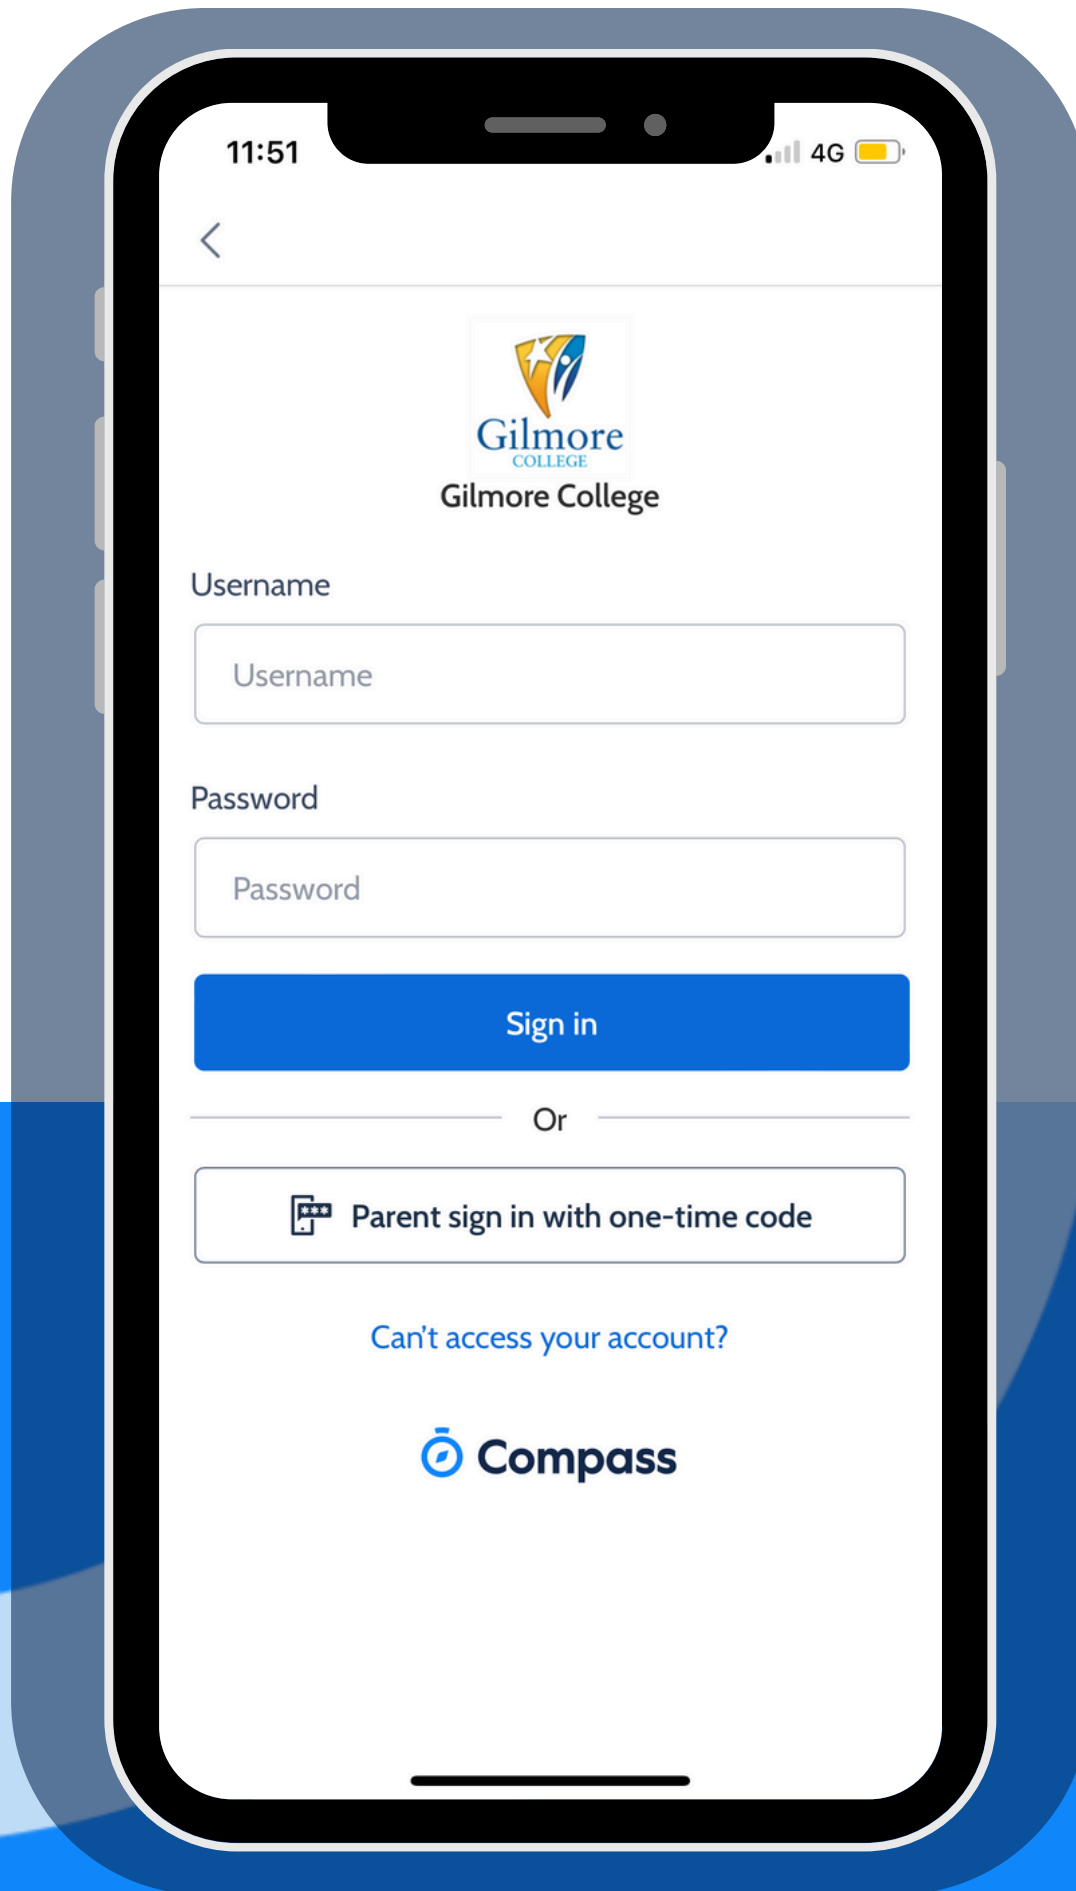 11:51
4G
Gilmore
COLLEGE
Gilmore College
Username
Username
Password
Password
Sign in
Or
*** Parent sign in with one-time code
Can't access your account?
Compass